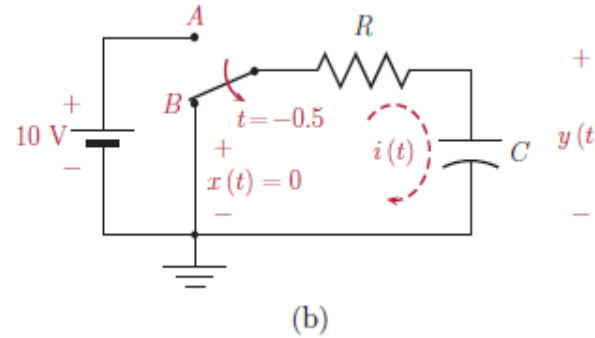 A
R
B
+
10 V
−
t = −0.5
+
x (t) = 0
−
i (t)
C
+
y (t
−
(b)